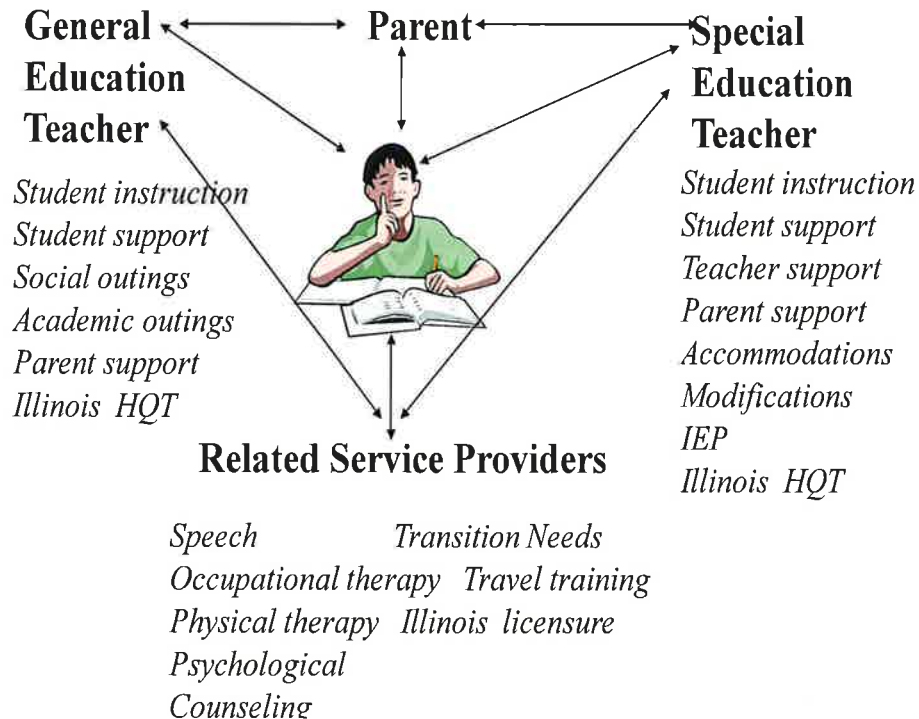 General
Education
Teacher
Student instruction
Student support
Social outings
Academic outings
Parent support
Illinois HQT
Parent
Special
Education
Teacher
Student instruction
Student support
Teacher support
Parent support
Accommodations
Modifications
IEP
Illinois HQT
Related Service Providers
Speech Transition Needs
Occupational therapy Travel training
Physical therapy Illinois licensure
Psychological
Counseling